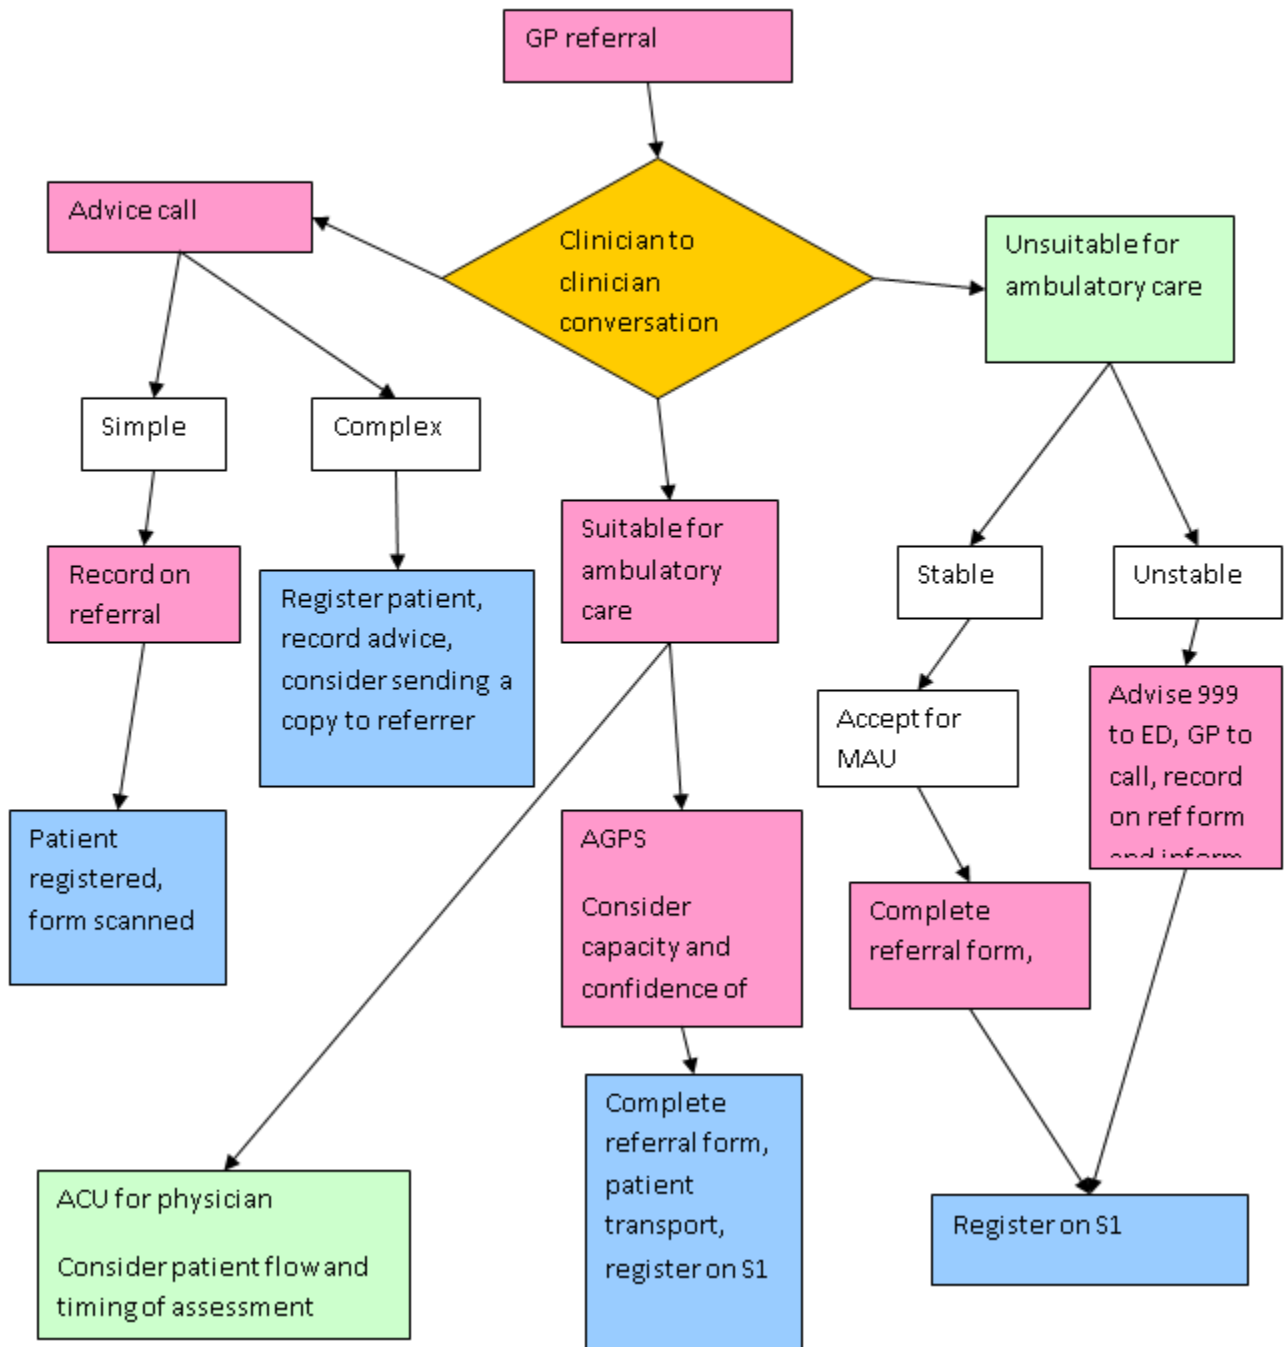 GP referral
Advice call
Clinician to
clinician
conversation
Unsuitable for
ambulatory care
Simple
Complex
Suitable for
ambulatory
care
Stable
Unstable
Record on
referral
Register patient,
record advice,
consider sending a
copy to referrer
Accept for
MAU
Advise 999
to ED, GP to
call, record
on ref form
and inform
Patient
registered,
form scanned
AGPS
Consider
capacity and
confidence of
Complete
referral form,
Complete
referral form,
patient
transport,
register on S1
ACU for physician
Consider patient flow and
timing of assessment
Register on S1